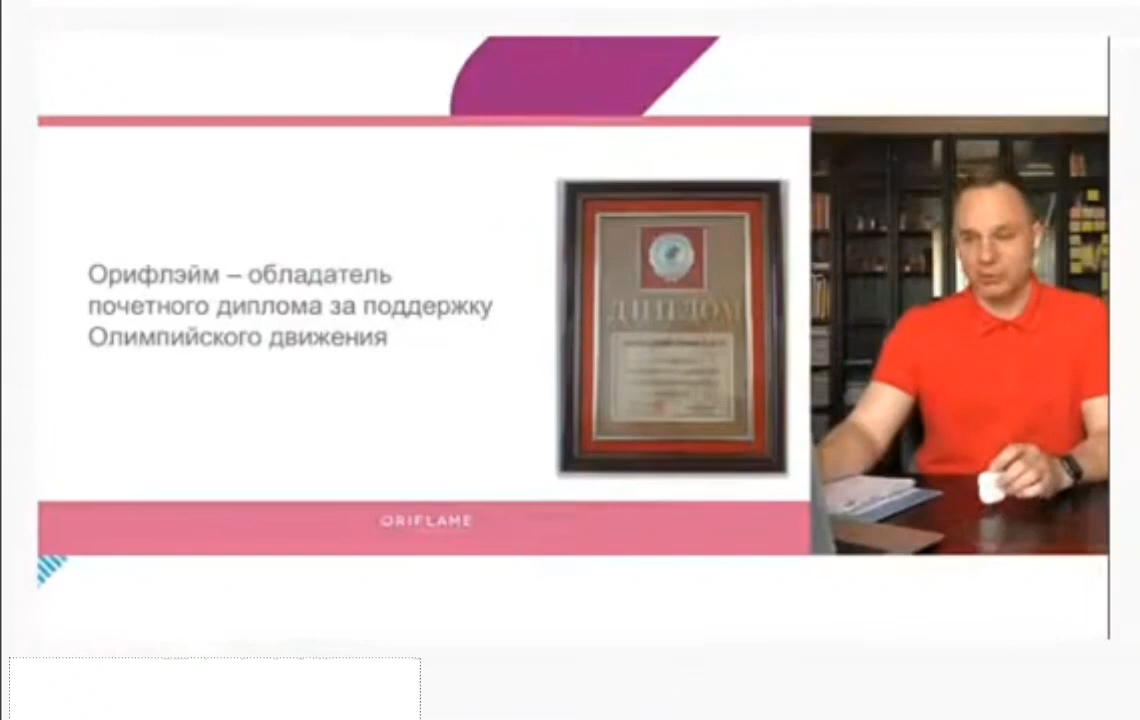 Орифлэйм – обладатель
почетного диплома за поддержку
Олимпийского движения
ДИПЛОМ
ORIFLAME